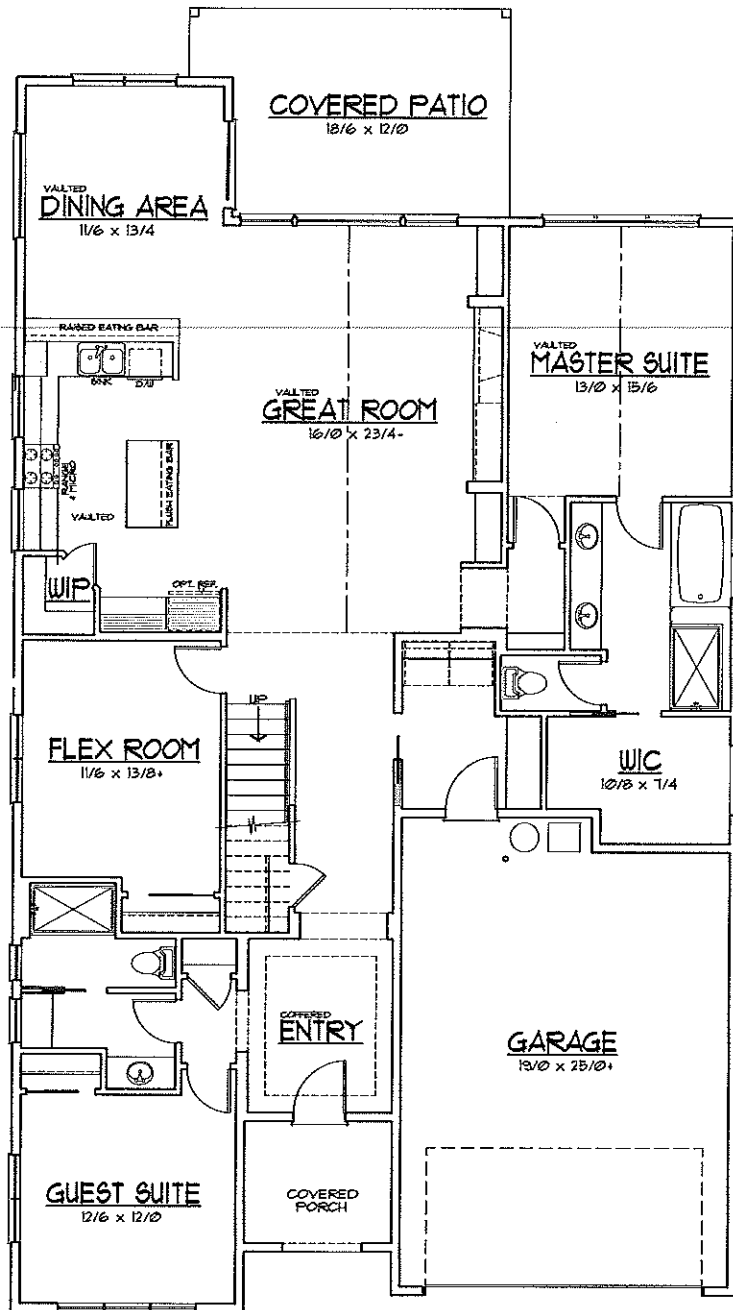 COVERED PATIO
18/6 x 12/0
VAULTED
DINING AREA
11/6 x 13/4
RAISED EATING BAR
SINK
D/W
VAULTED
MASTER SUITE
13/0 x 15/6
VAULTED
GREAT ROOM
16/0 x 23/4-
RANGE
& MICRO
FLUSH EATING BAR
VAULTED
WIP
OPT. REF.
UP
FLEX ROOM
11/6 x 13/8+
WIC
10/8 x 7/4
COFFERED
ENTRY
GARAGE
19/0 x 25/0+
GUEST SUITE
12/6 x 12/0
COVERED
PORCH